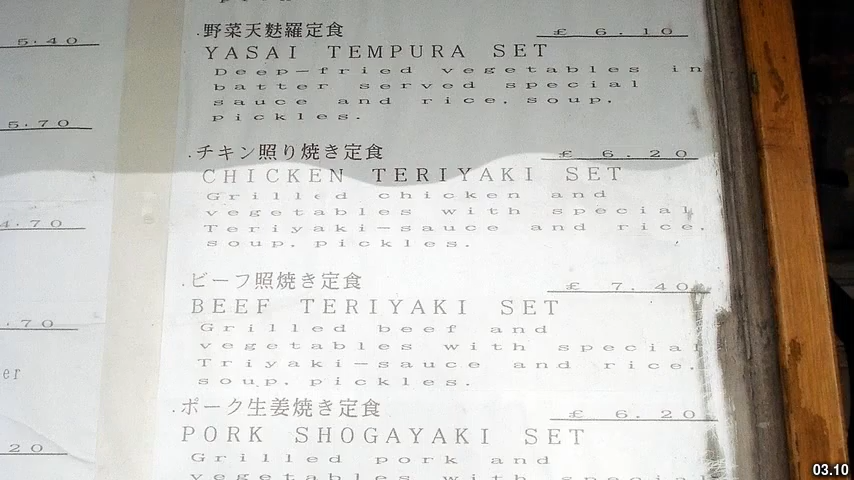 5.40
5.70
4.70
.70
er
20
.野菜天麩羅定食 £ 6.10
YASAI TEMPURA SET
Deep-fried vegetables in
batter served special
sauce and rice, soup,
pickles.
.チキン照り焼き定食 £ 6.20
CHICKEN TERIYAKI SET
Grilled chicken and
vegetables with special
Teriyaki-sauce and rice,
soup, pickles.
.ビーフ照焼き定食 £ 7.40
BEEF TERIYAKI SET
Grilled beef and
vegetables with special
Triyaki-sauce and rice,
soup, pickles.
.ポーク生姜焼き定食 £ 6.20
PORK SHOGAYAKI SET
Grilled pork and
vegetables with special
03.10